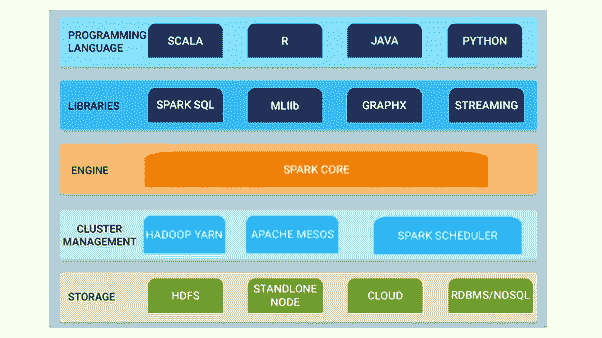 PROGRAMMING LANGUAGE SCALA R JAVA PYTHON
LIBRARIES SPARK SQL MLlIb GRAPHX STREAMING
ENGINE SPARK CORE
CLUSTER MANAGEMENT HADOOP YARN APACHE MESOS SPARK SCHEDULER
STORAGE HDFS STANDLONE NODE CLOUD RDBMS/NOSQL